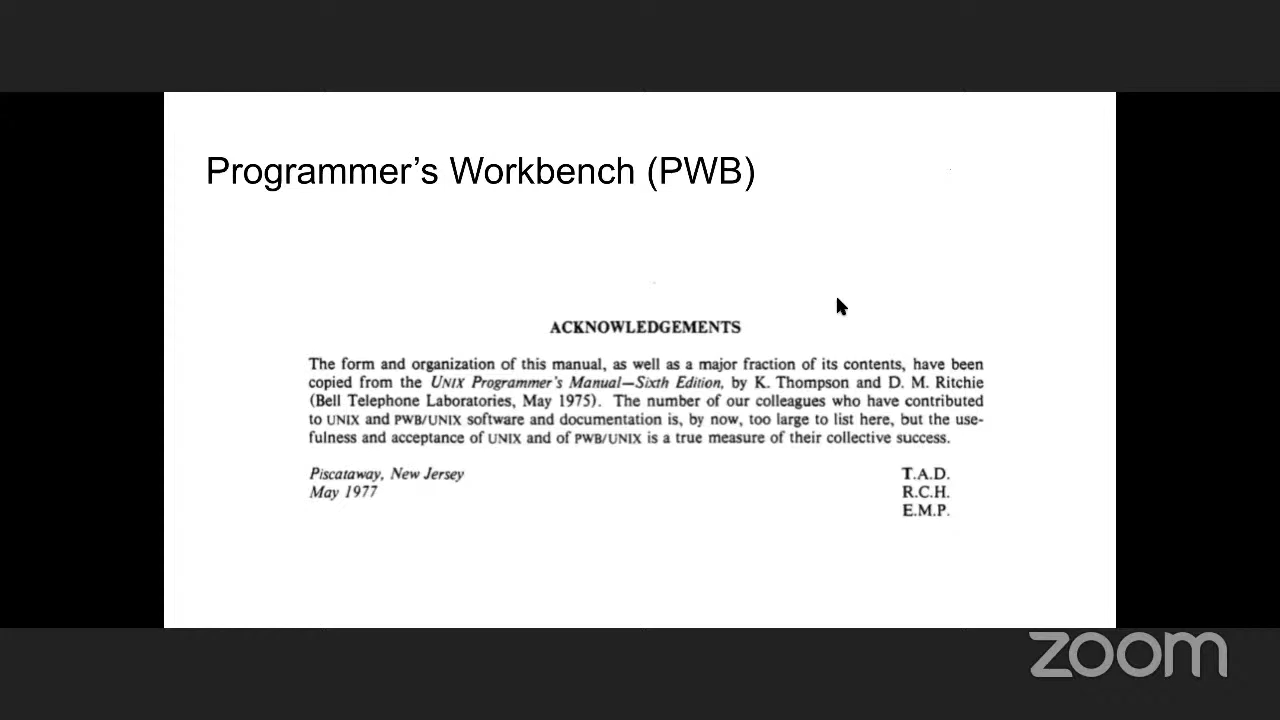 Programmer’s Workbench (PWB)
ACKNOWLEDGEMENTS
The form and organization of this manual, as well as a major fraction of its contents, have been
copied from the UNIX Programmer's Manual—Sixth Edition, by K. Thompson and D. M. Ritchie
(Bell Telephone Laboratories, May 1975). The number of our colleagues who have contributed
to UNIX and PWB/UNIX software and documentation is, by now, too large to list here, but the use-
fulness and acceptance of UNIX and of PWB/UNIX is a true measure of their collective success.
Piscataway, New Jersey T.A.D.
May 1977 R.C.H.
E.M.P.
zoom